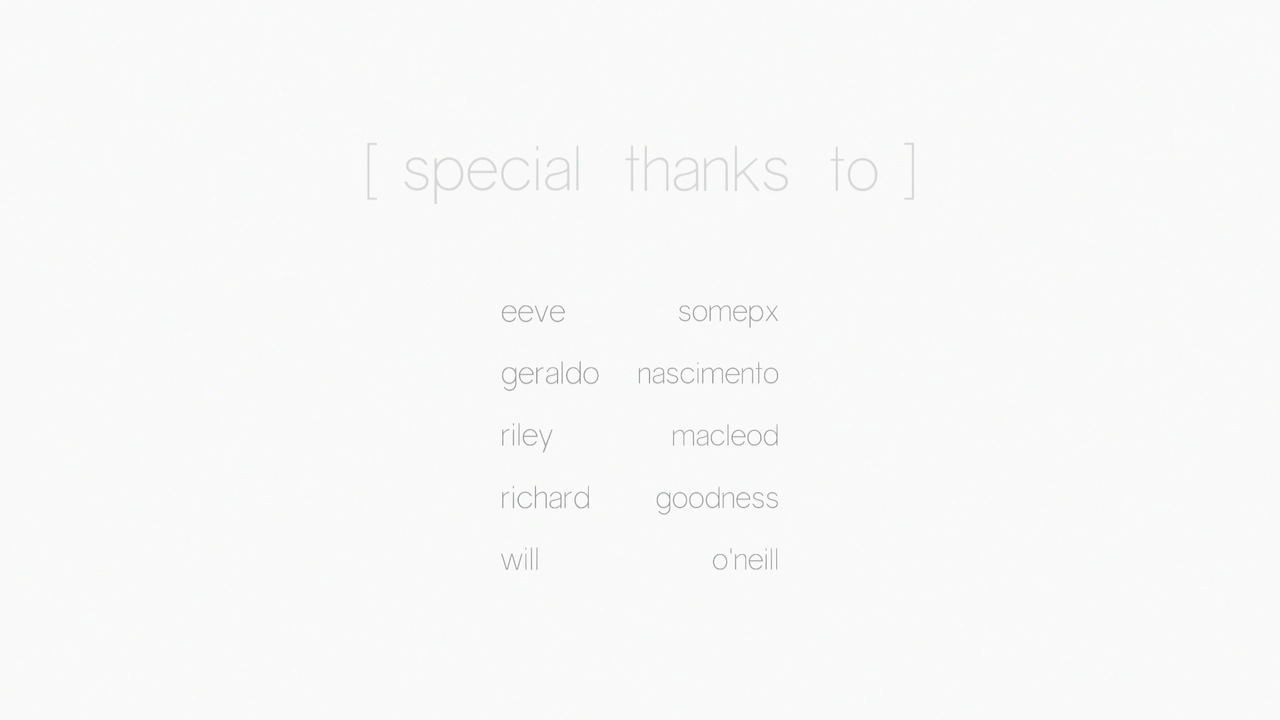 [ special thanks to ]
eeve somepx
geraldo nascimento
riley macleod
richard goodness
will o'neill